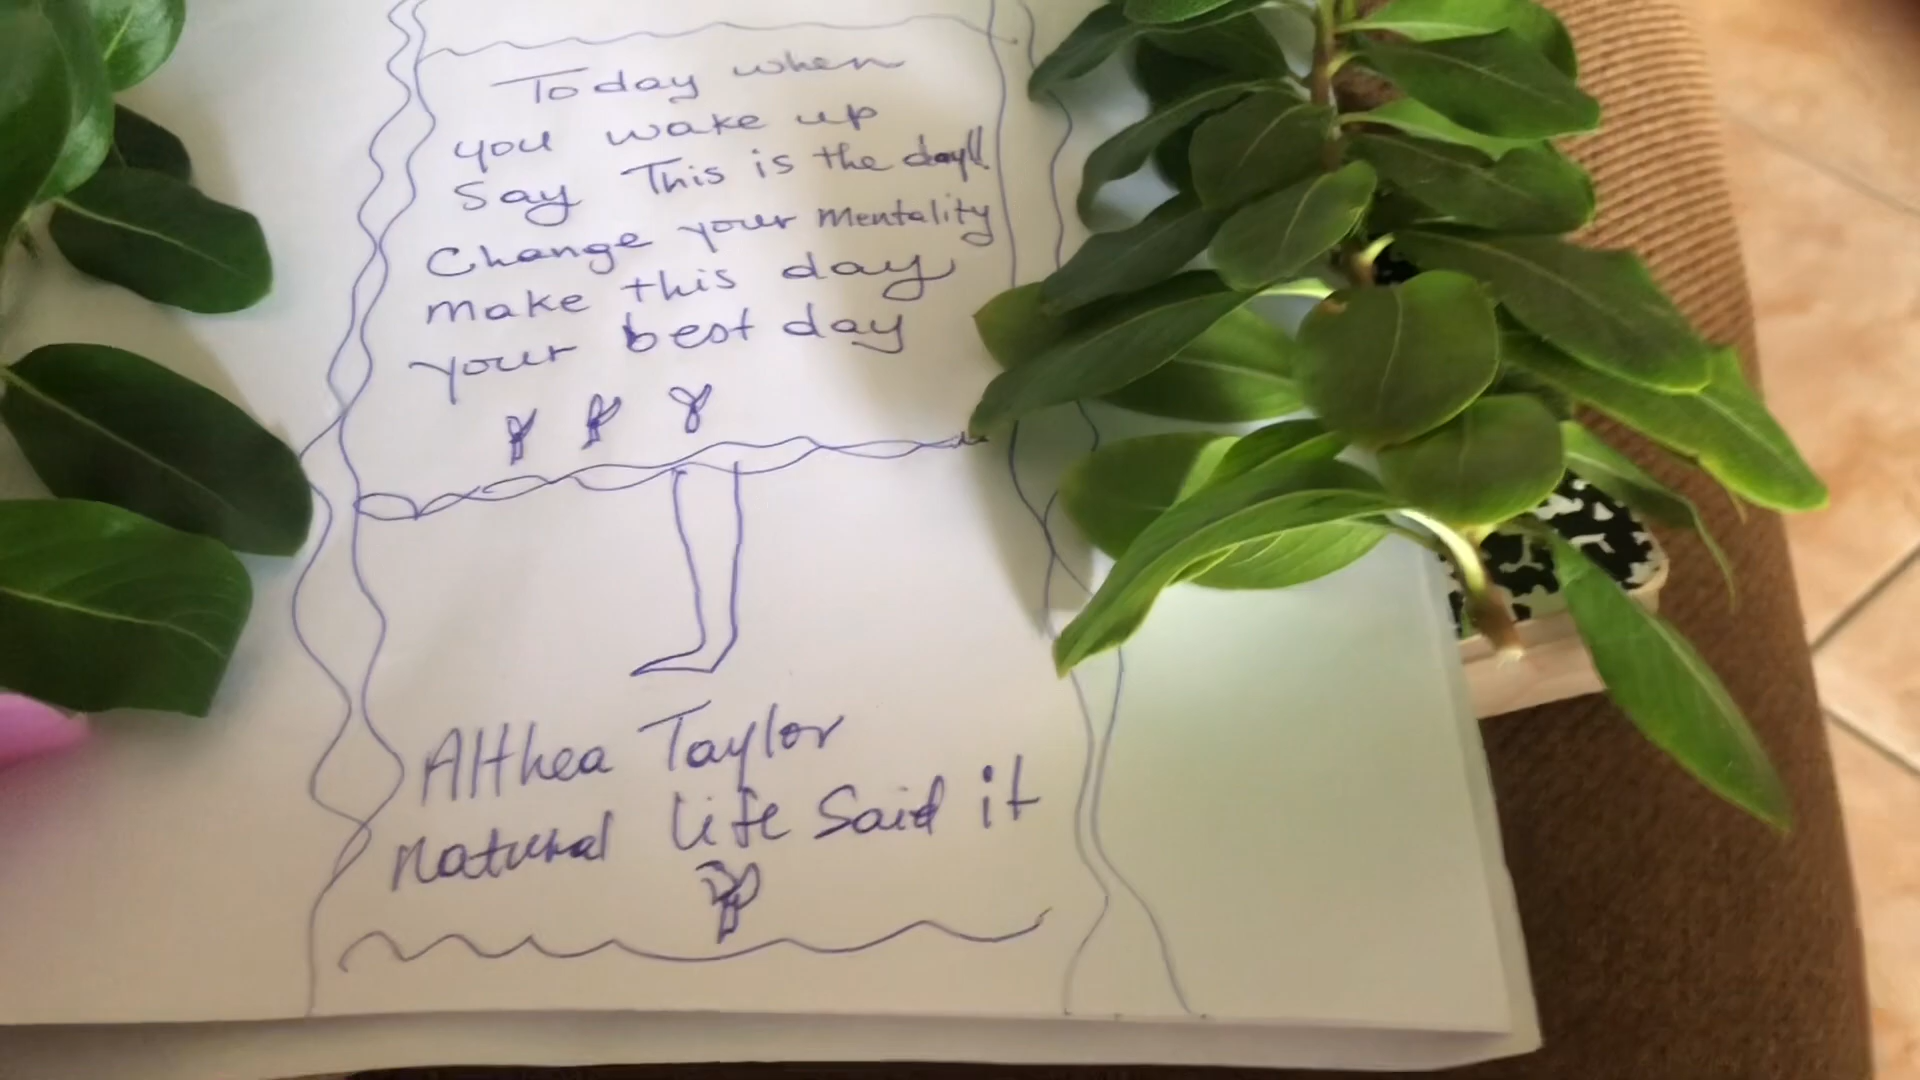 Today when
you wake up
Say This is the day!!
Change your Mentality
make this day
your best day
Althea Taylor
natural life Said it